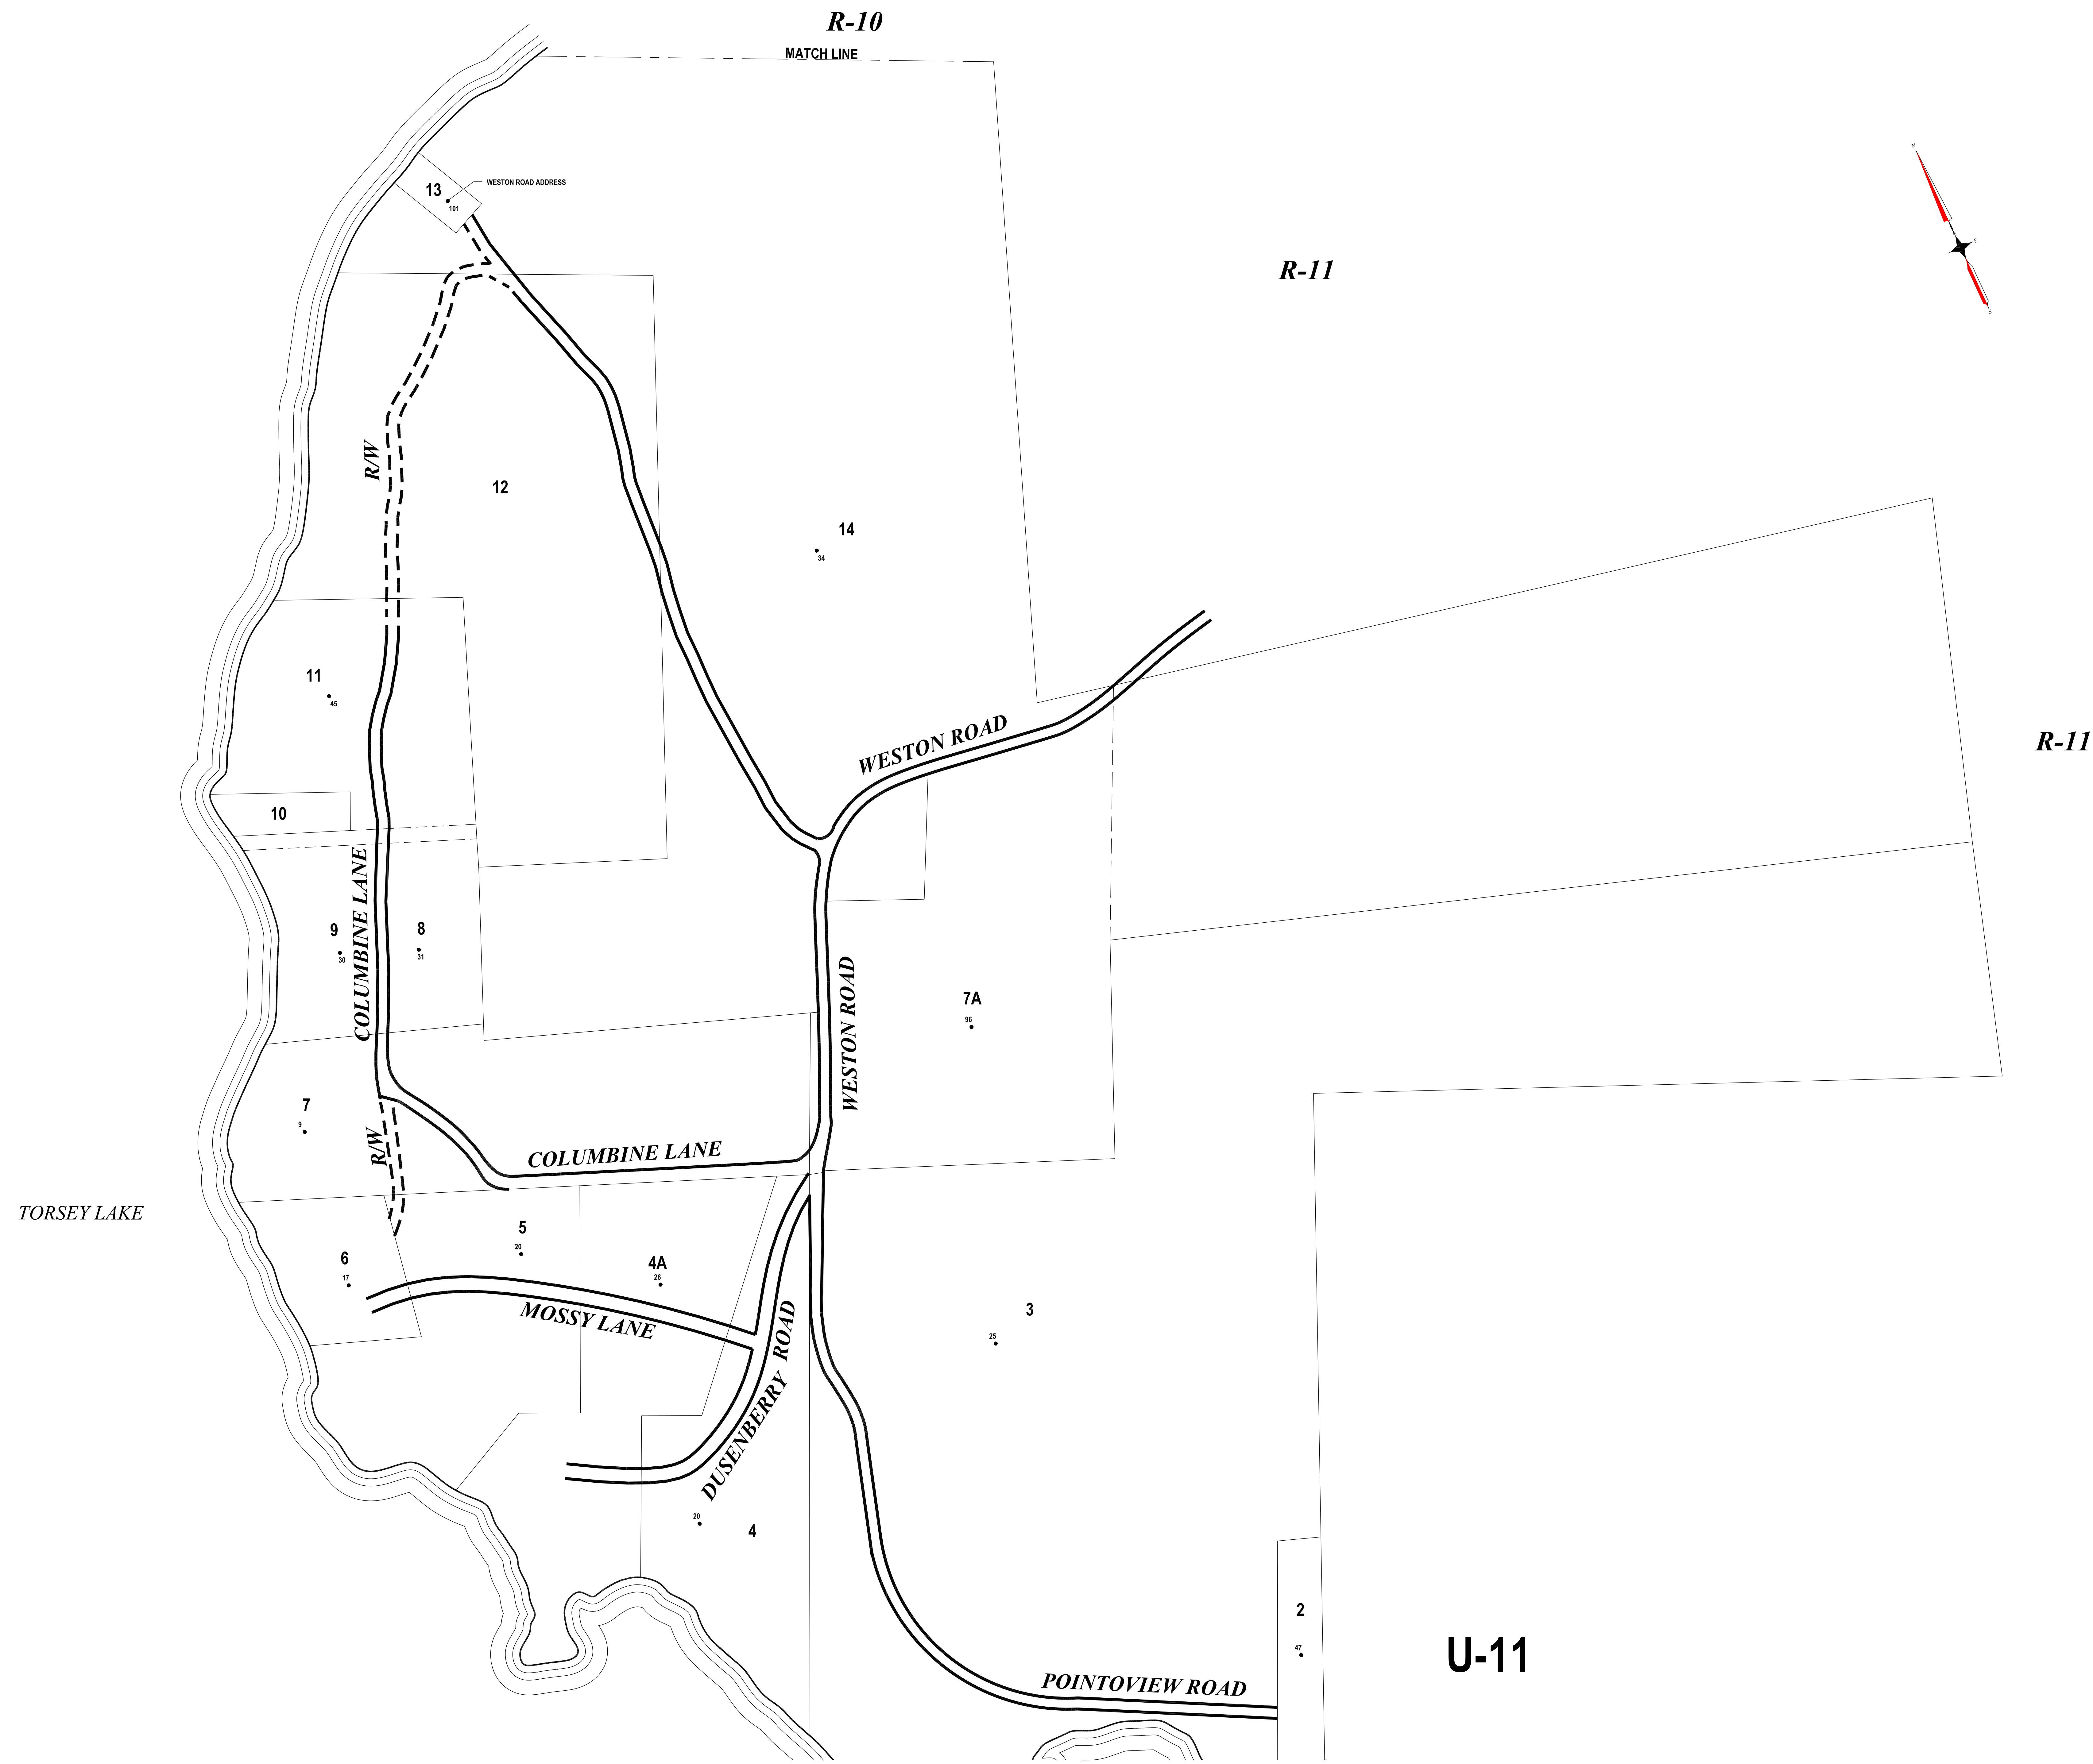 R-10
MATCH LINE
N
13
WESTON ROAD ADDRESS
101
E
R-11
S
R/W
12
14
34
11
45
WESTON ROAD
R-11
10
COLUMBINE LANE
9
30
8
31
WESTON ROAD
7A
96
7
9
R/W
COLUMBINE LANE
TORSEY LAKE
5
20
6
17
4A
26
MOSSY LANE
DUSENBERRY ROAD
3
25
20
4
2
47
U-11
POINTOVIEW ROAD